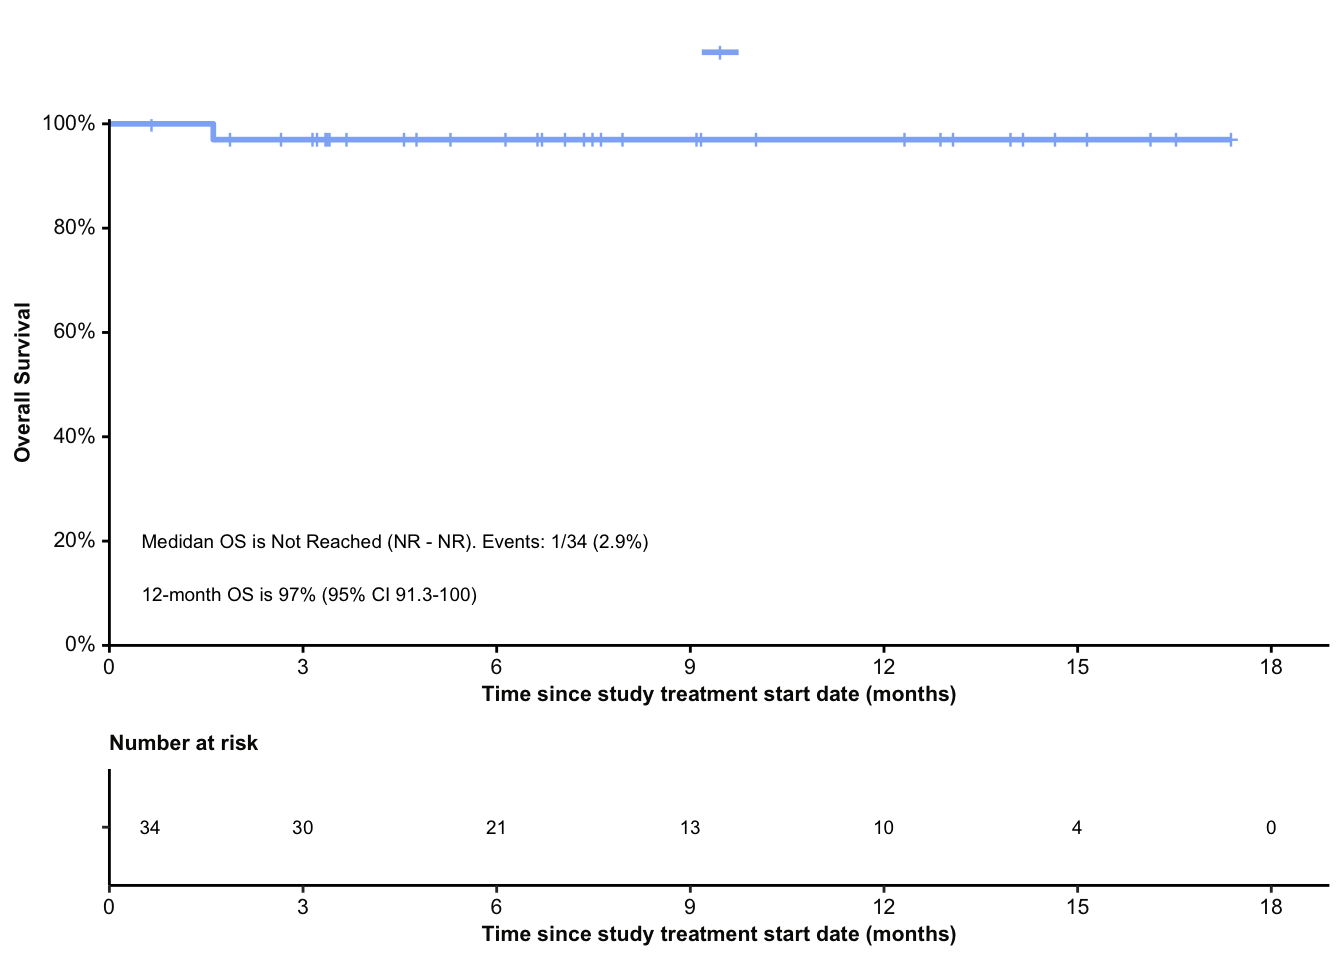 100%
80%
60%
40%
20%
0%
Overall Survival
Medidan OS is Not Reached (NR - NR). Events: 1/34 (2.9%)
12-month OS is 97% (95% CI 91.3-100)
0 3 6 9 12 15 18
Time since study treatment start date (months)
Number at risk
34 30 21 13 10 4 0
0 3 6 9 12 15 18
Time since study treatment start date (months)